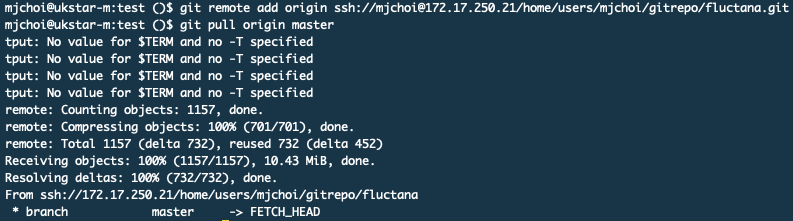 mjchoi@ukstar-m:test ()$ git remote add origin ssh://mjchoi@172.17.250.21/home/users/mjchoi/gitrepo/fluctana.git
mjchoi@ukstar-m:test ()$ git pull origin master
tput: No value for $TERM and no -T specified
tput: No value for $TERM and no -T specified
tput: No value for $TERM and no -T specified
tput: No value for $TERM and no -T specified
remote: Counting objects: 1157, done.
remote: Compressing objects: 100% (701/701), done.
remote: Total 1157 (delta 732), reused 732 (delta 452)
Receiving objects: 100% (1157/1157), 10.43 MiB, done.
Resolving deltas: 100% (732/732), done.
From ssh://172.17.250.21/home/users/mjchoi/gitrepo/fluctana
 * branch            master     -> FETCH_HEAD